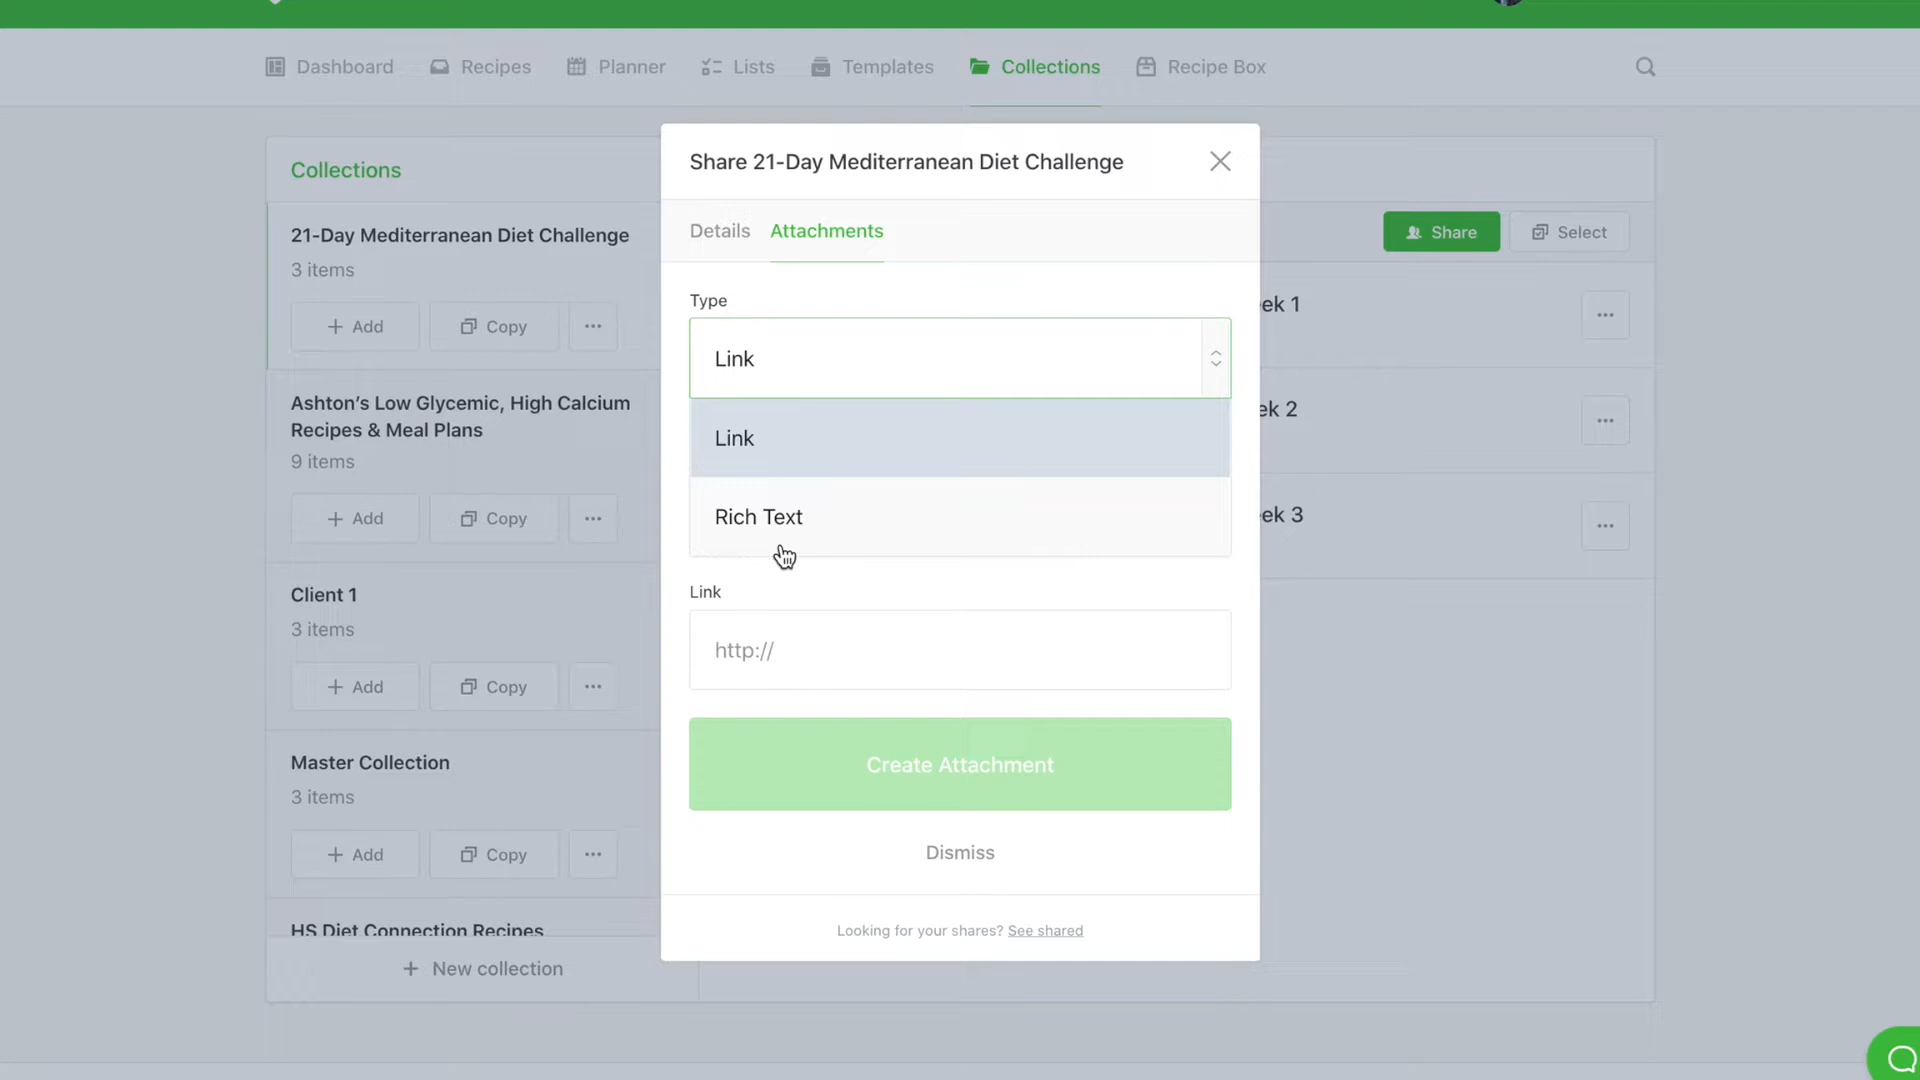 Dashboard
Recipes
Planner
Lists
Templates
Collections
Recipe Box
Collections
21-Day Mediterranean Diet Challenge
3 items
Add
Copy
Ashton's Low Glycemic, High Calcium
Recipes & Meal Plans
9 items
Add
Copy
Client 1
3 items
Add
Copy
Master Collection
3 items
Add
Copy
HS Diet Connection Recipes
New collection
Share 21-Day Mediterranean Diet Challenge
Details
Attachments
Type
Link
Link
Rich Text
Link
http://
Create Attachment
Dismiss
Looking for your shares? See shared
Share
Select
ek 1
ek 2
ek 3